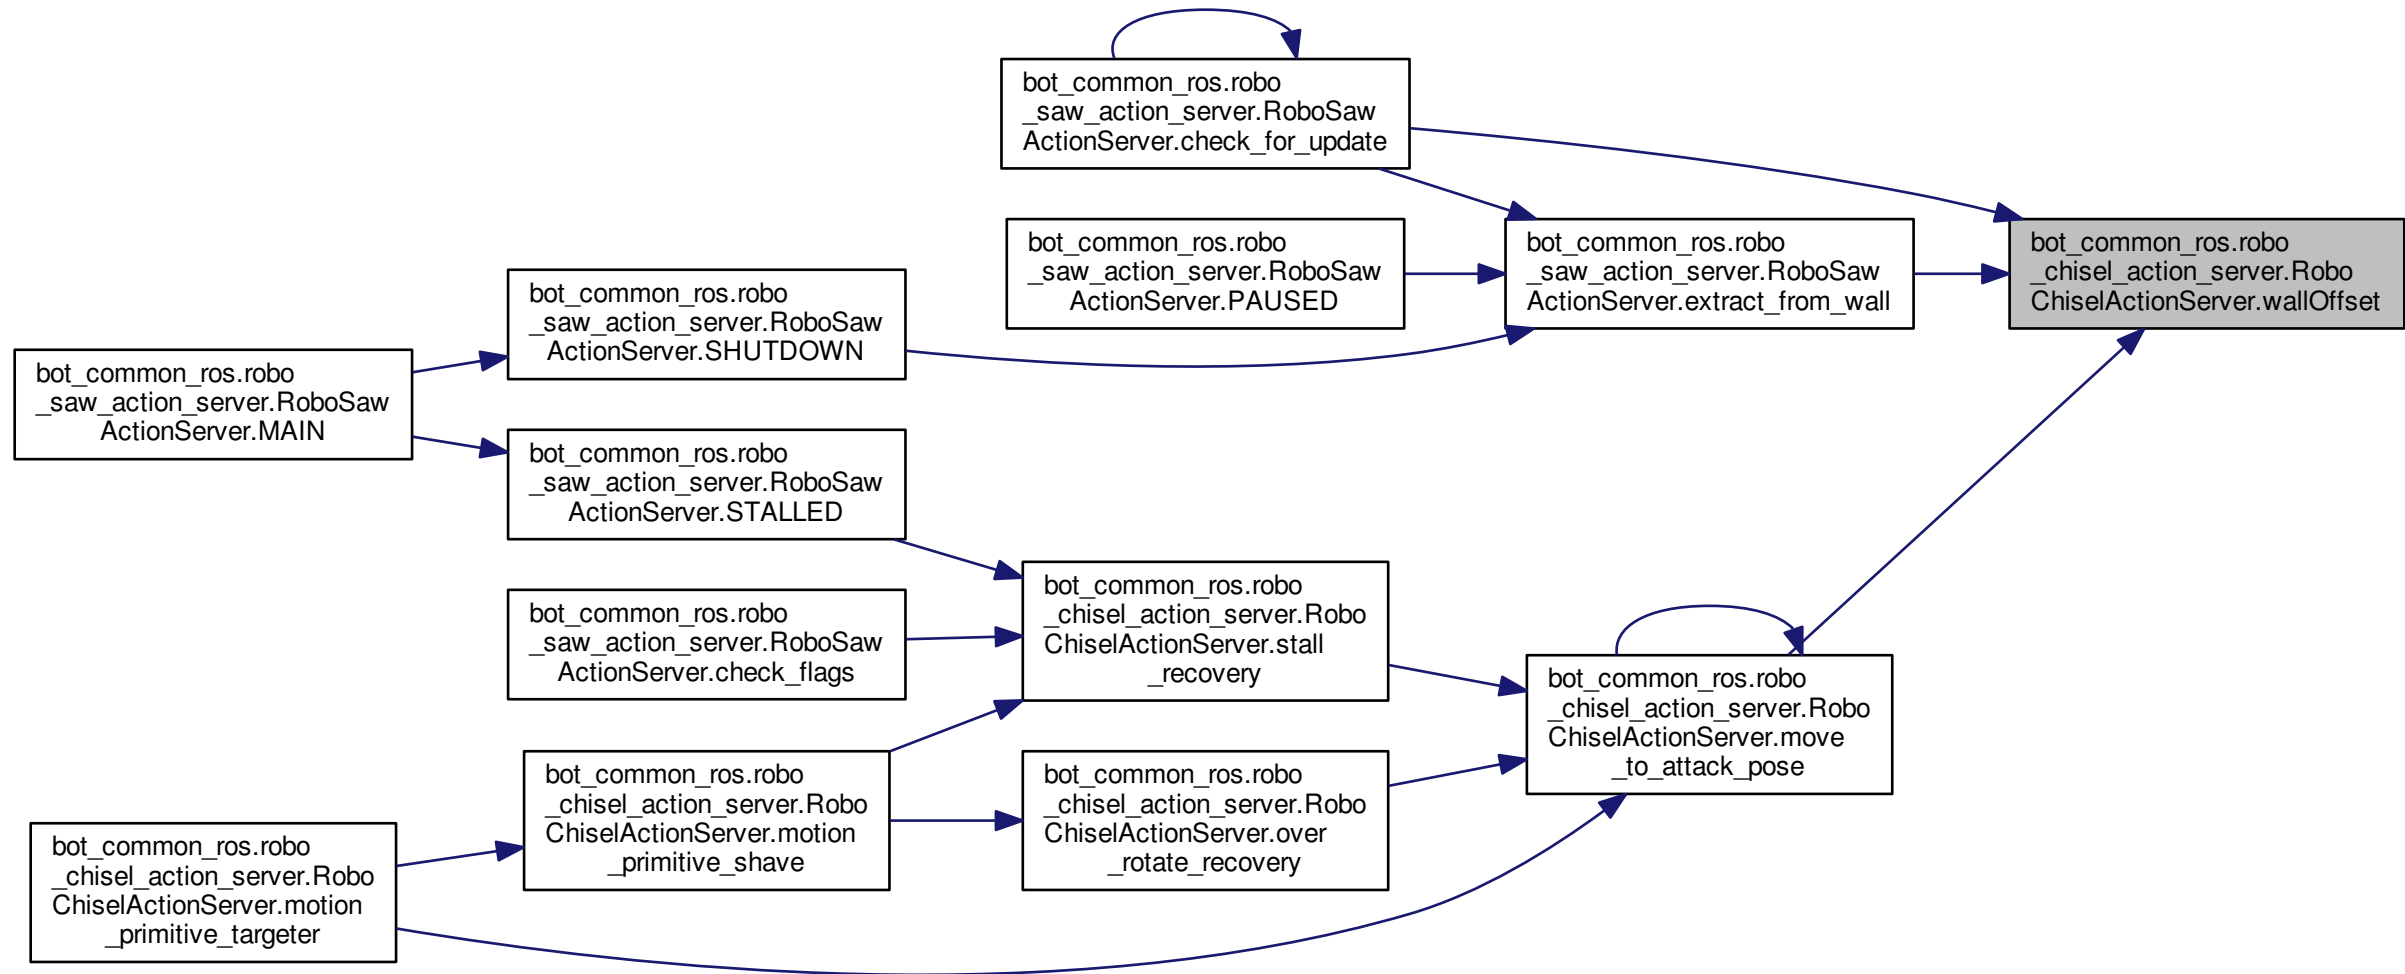 bot_common_ros.robo
_saw_action_server.RoboSaw
ActionServer.check_for_update
bot_common_ros.robo
_saw_action_server.RoboSaw
ActionServer.PAUSED
bot_common_ros.robo
_saw_action_server.RoboSaw
ActionServer.extract_from_wall
bot_common_ros.robo
_chisel_action_server.Robo
ChiselActionServer.wallOffset
bot_common_ros.robo
_saw_action_server.RoboSaw
ActionServer.SHUTDOWN
bot_common_ros.robo
_saw_action_server.RoboSaw
ActionServer.MAIN
bot_common_ros.robo
_saw_action_server.RoboSaw
ActionServer.STALLED
bot_common_ros.robo
_saw_action_server.RoboSaw
ActionServer.check_flags
bot_common_ros.robo
_chisel_action_server.Robo
ChiselActionServer.stall
_recovery
bot_common_ros.robo
_chisel_action_server.Robo
ChiselActionServer.move
_to_attack_pose
bot_common_ros.robo
_chisel_action_server.Robo
ChiselActionServer.motion
_primitive_shave
bot_common_ros.robo
_chisel_action_server.Robo
ChiselActionServer.over
_rotate_recovery
bot_common_ros.robo
_chisel_action_server.Robo
ChiselActionServer.motion
_primitive_targeter